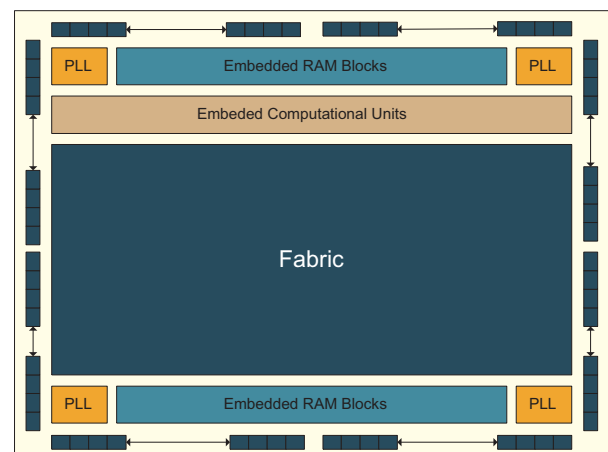 PLL Embedded RAM Blocks PLL
Embeded Computational Units
Fabric
PLL Embedded RAM Blocks PLL